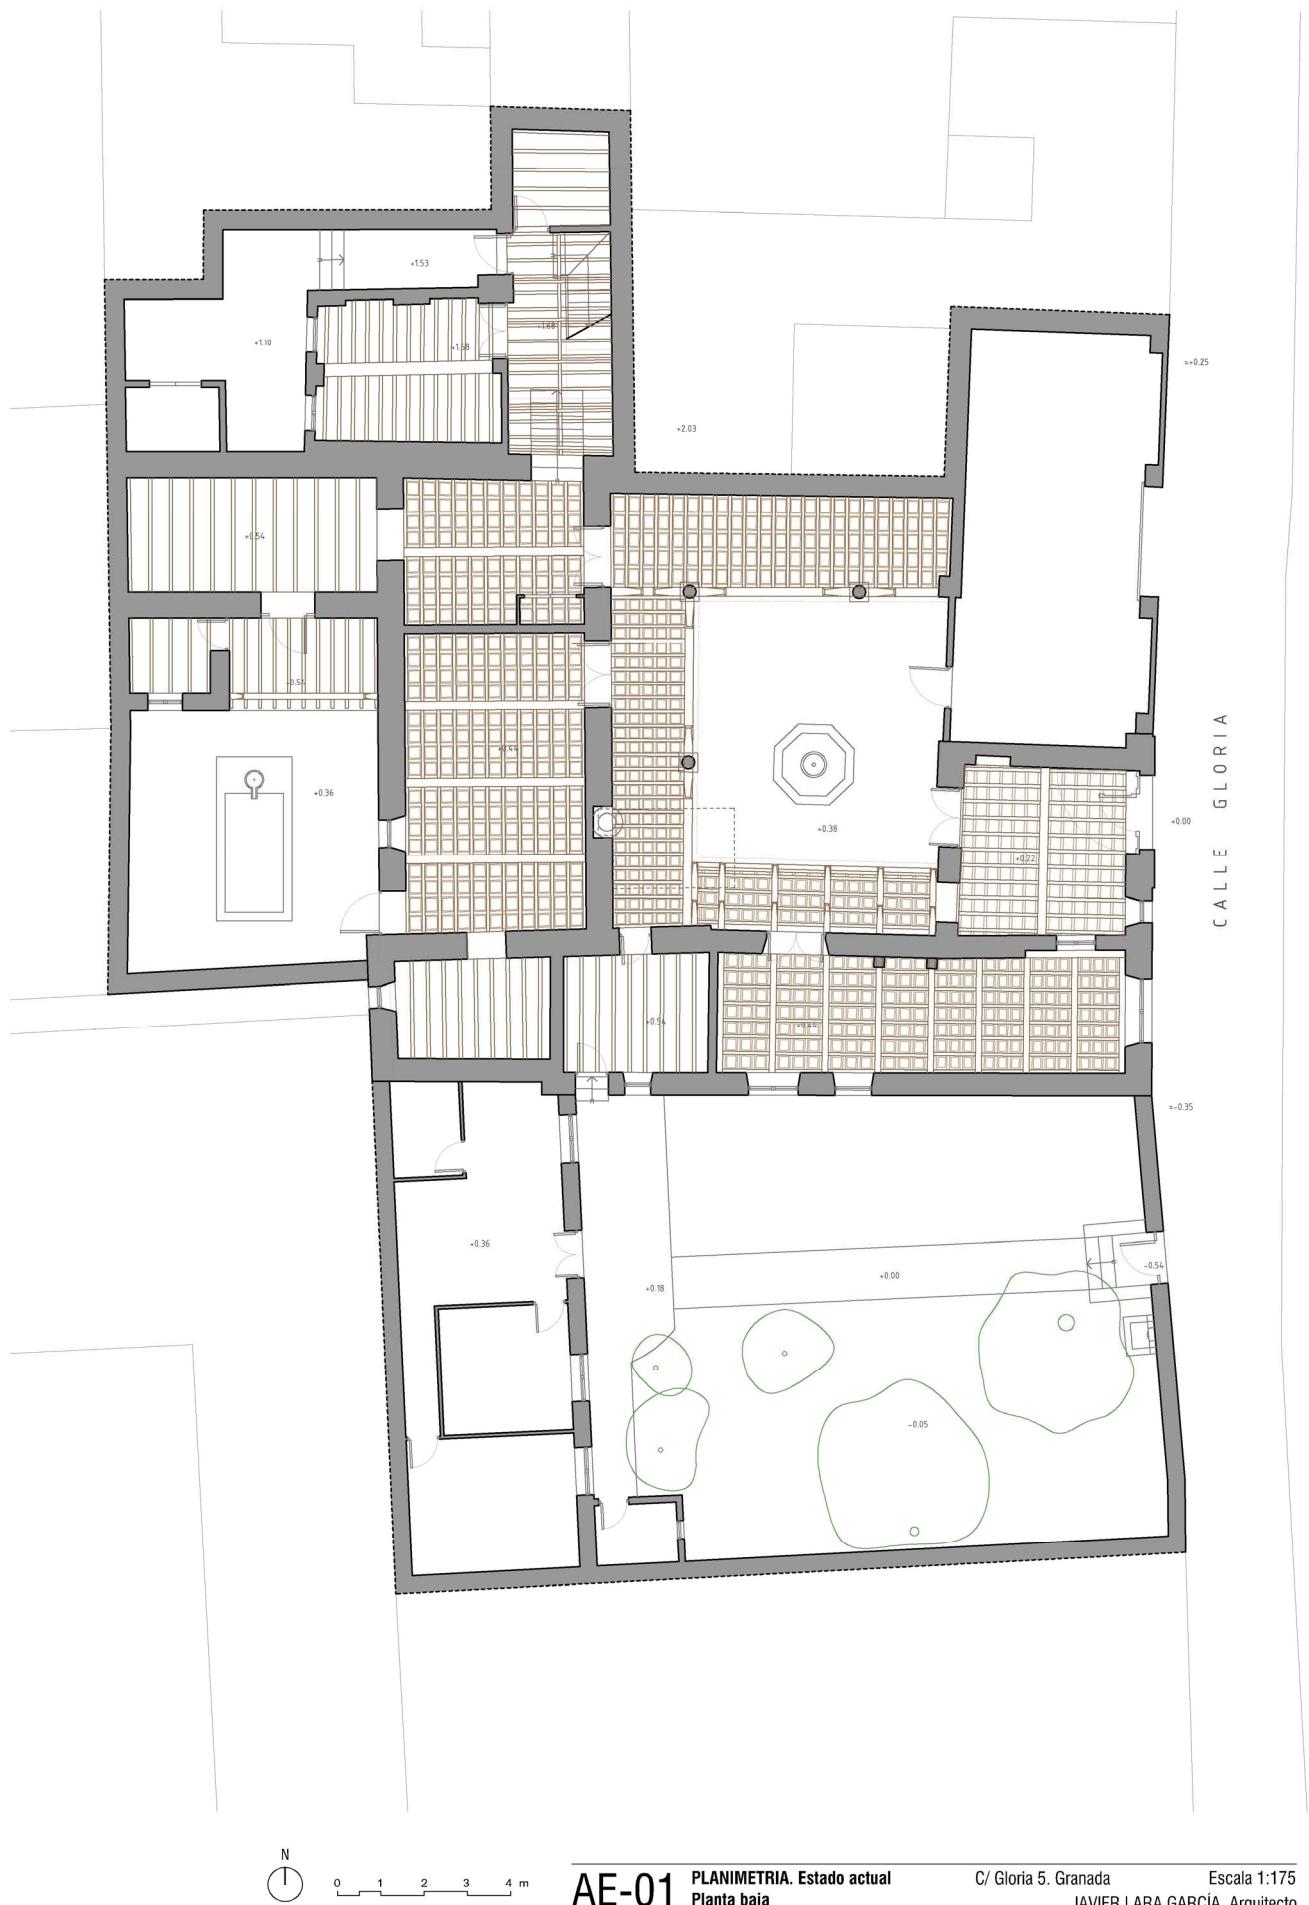 +1.53
+1.10
+1.68
-1.68
≈+0.25
+2.03
+0.54
-0.54
+0.44
+0.36
+0.38
+0.22
+0.00
CALLE GLORIA
+0.54
+0.44
≈-0.35
+0.36
+0.18
+0.00
-0.54
-0.05
N
0 1 2 3 4 m
AE-01
PLANIMETRIA. Estado actual
Planta baja
C/ Gloria 5. Granada
Escala 1:175
JAVIER LARA GARCÍA. Arquitecto